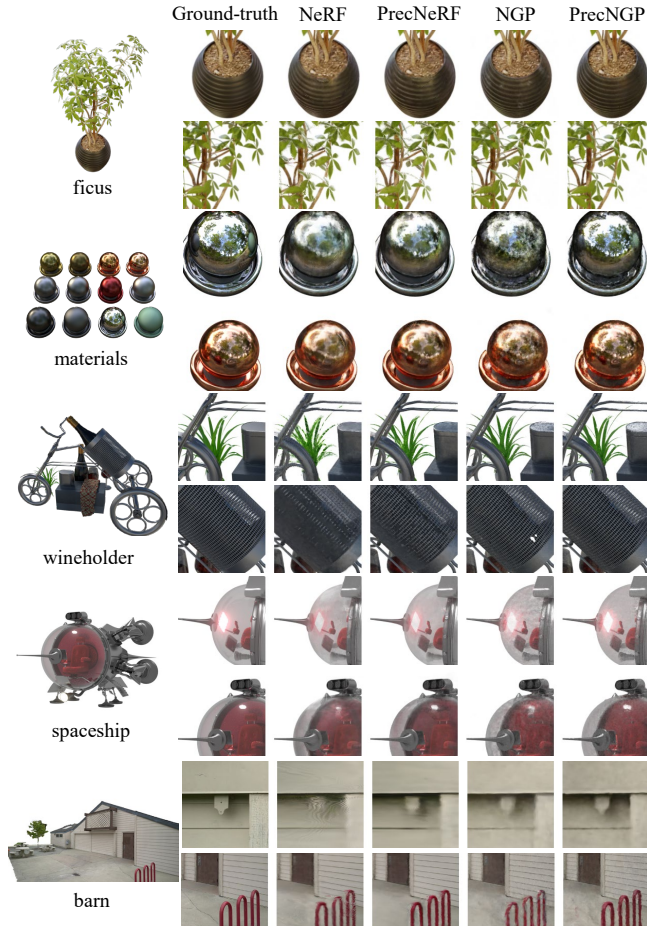 Ground-truth NeRF PrecNeRF NGP PrecNGP
ficus
materials
wineholder
spaceship
barn